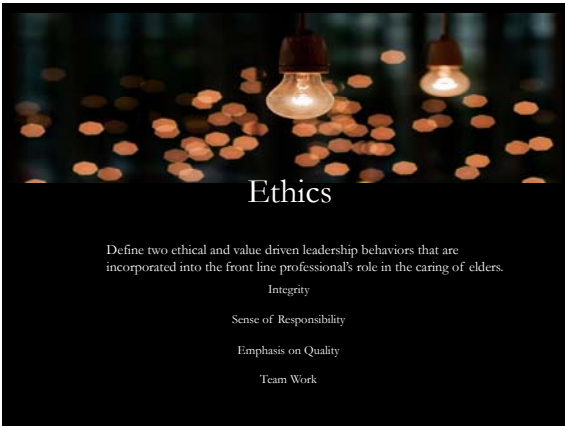 Ethics
Define two ethical and value driven leadership behaviors that are
incorporated into the front line professional's role in the caring of elders.
Integrity
Sense of Responsibility
Emphasis on Quality
Team Work